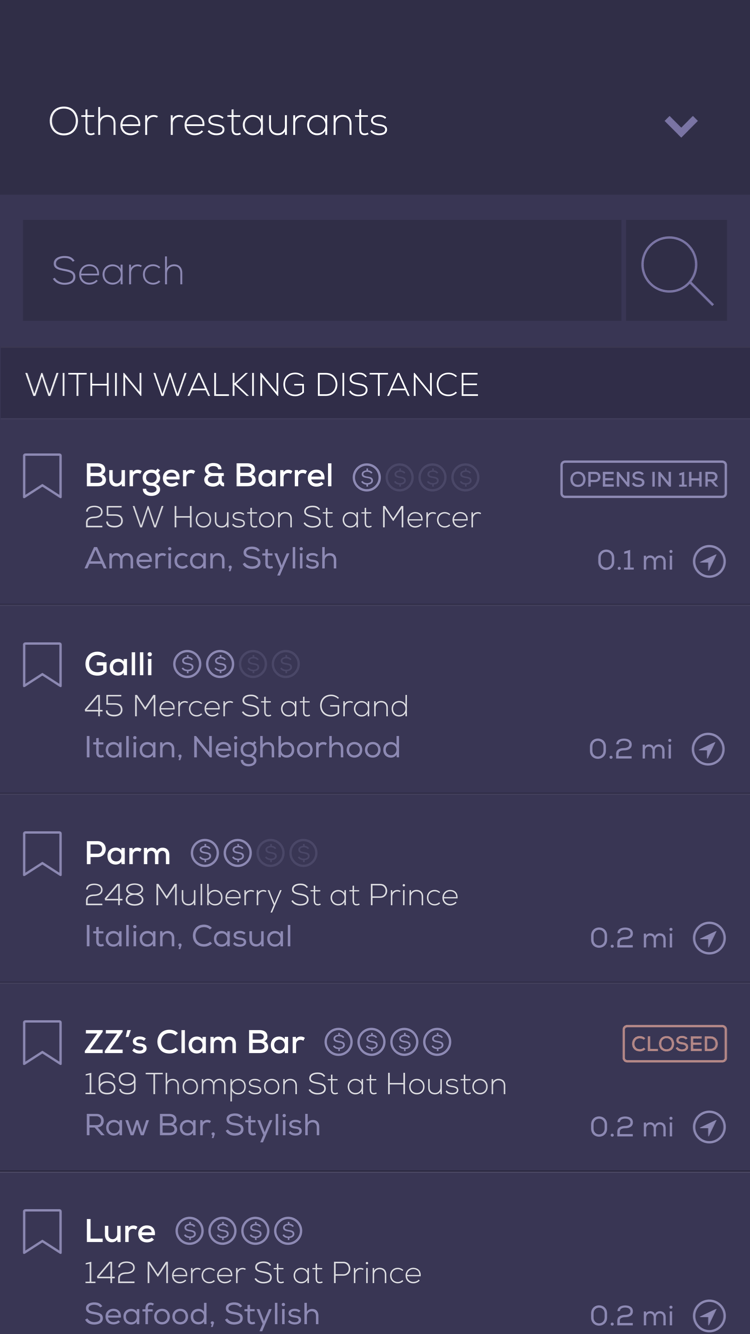 Other restaurants
Search
WITHIN WALKING DISTANCE
Burger & Barrel $$$$ OPENS IN 1HR
25 W Houston St at Mercer
American, Stylish 0.1 mi
Galli $$$$
45 Mercer St at Grand
Italian, Neighborhood 0.2 mi
Parm $$$$
248 Mulberry St at Prince
Italian, Casual 0.2 mi
ZZ's Clam Bar $$$$ CLOSED
169 Thompson St at Houston
Raw Bar, Stylish 0.2 mi
Lure $$$$
142 Mercer St at Prince
Seafood, Stylish 0.2 mi